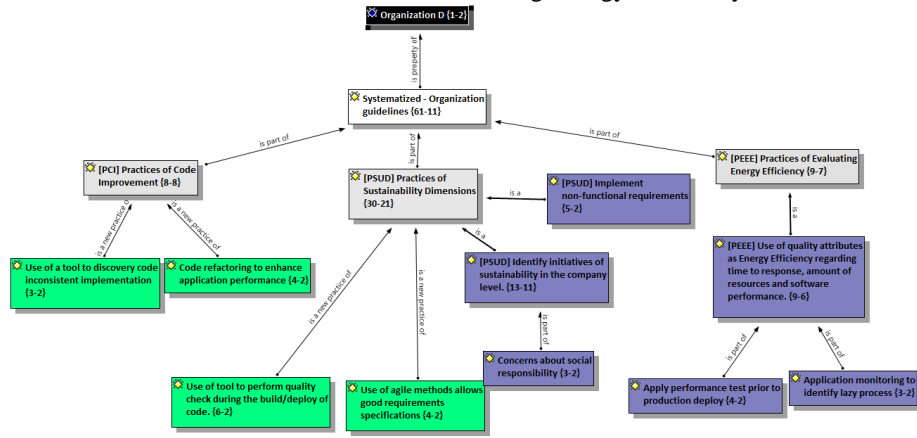 Organization D {1-2}
is property of
Systematized - Organization
guidelines {61-11}
is part of
is part of
is part of
[PCI] Practices of Code
Improvement {8-8}
[PSUD] Practices of
Sustainability Dimensions
{30-21}
is a
[PSUD] Implement
non-functional requirements
{5-2}
[PEEE] Practices of Evaluating
Energy Efficiency {9-7}
is a new practice o
is a new practice of
is a new practice of
is a new practice of
is a
is a
Use of a tool to discovery code
inconsistent implementation
{3-2}
Code refactoring to enhance
application performance {4-2}
[PSUD] Identify initiatives of
sustainability in the company
level. {13-11}
[PEEE] Use of quality attributes
as Energy Efficiency regarding
time to response, amount of
resources and software
performance. {9-6}
is part of
is part of
is part of
Use of tool to perform quality
check during the build/deploy of
code. {6-2}
Use of agile methods allows
good requirements
specifications {4-2}
Concerns about social
responsibility {3-2}
Apply performance test prior to
production deploy {4-2}
Application monitoring to
identify lazy process {3-2}